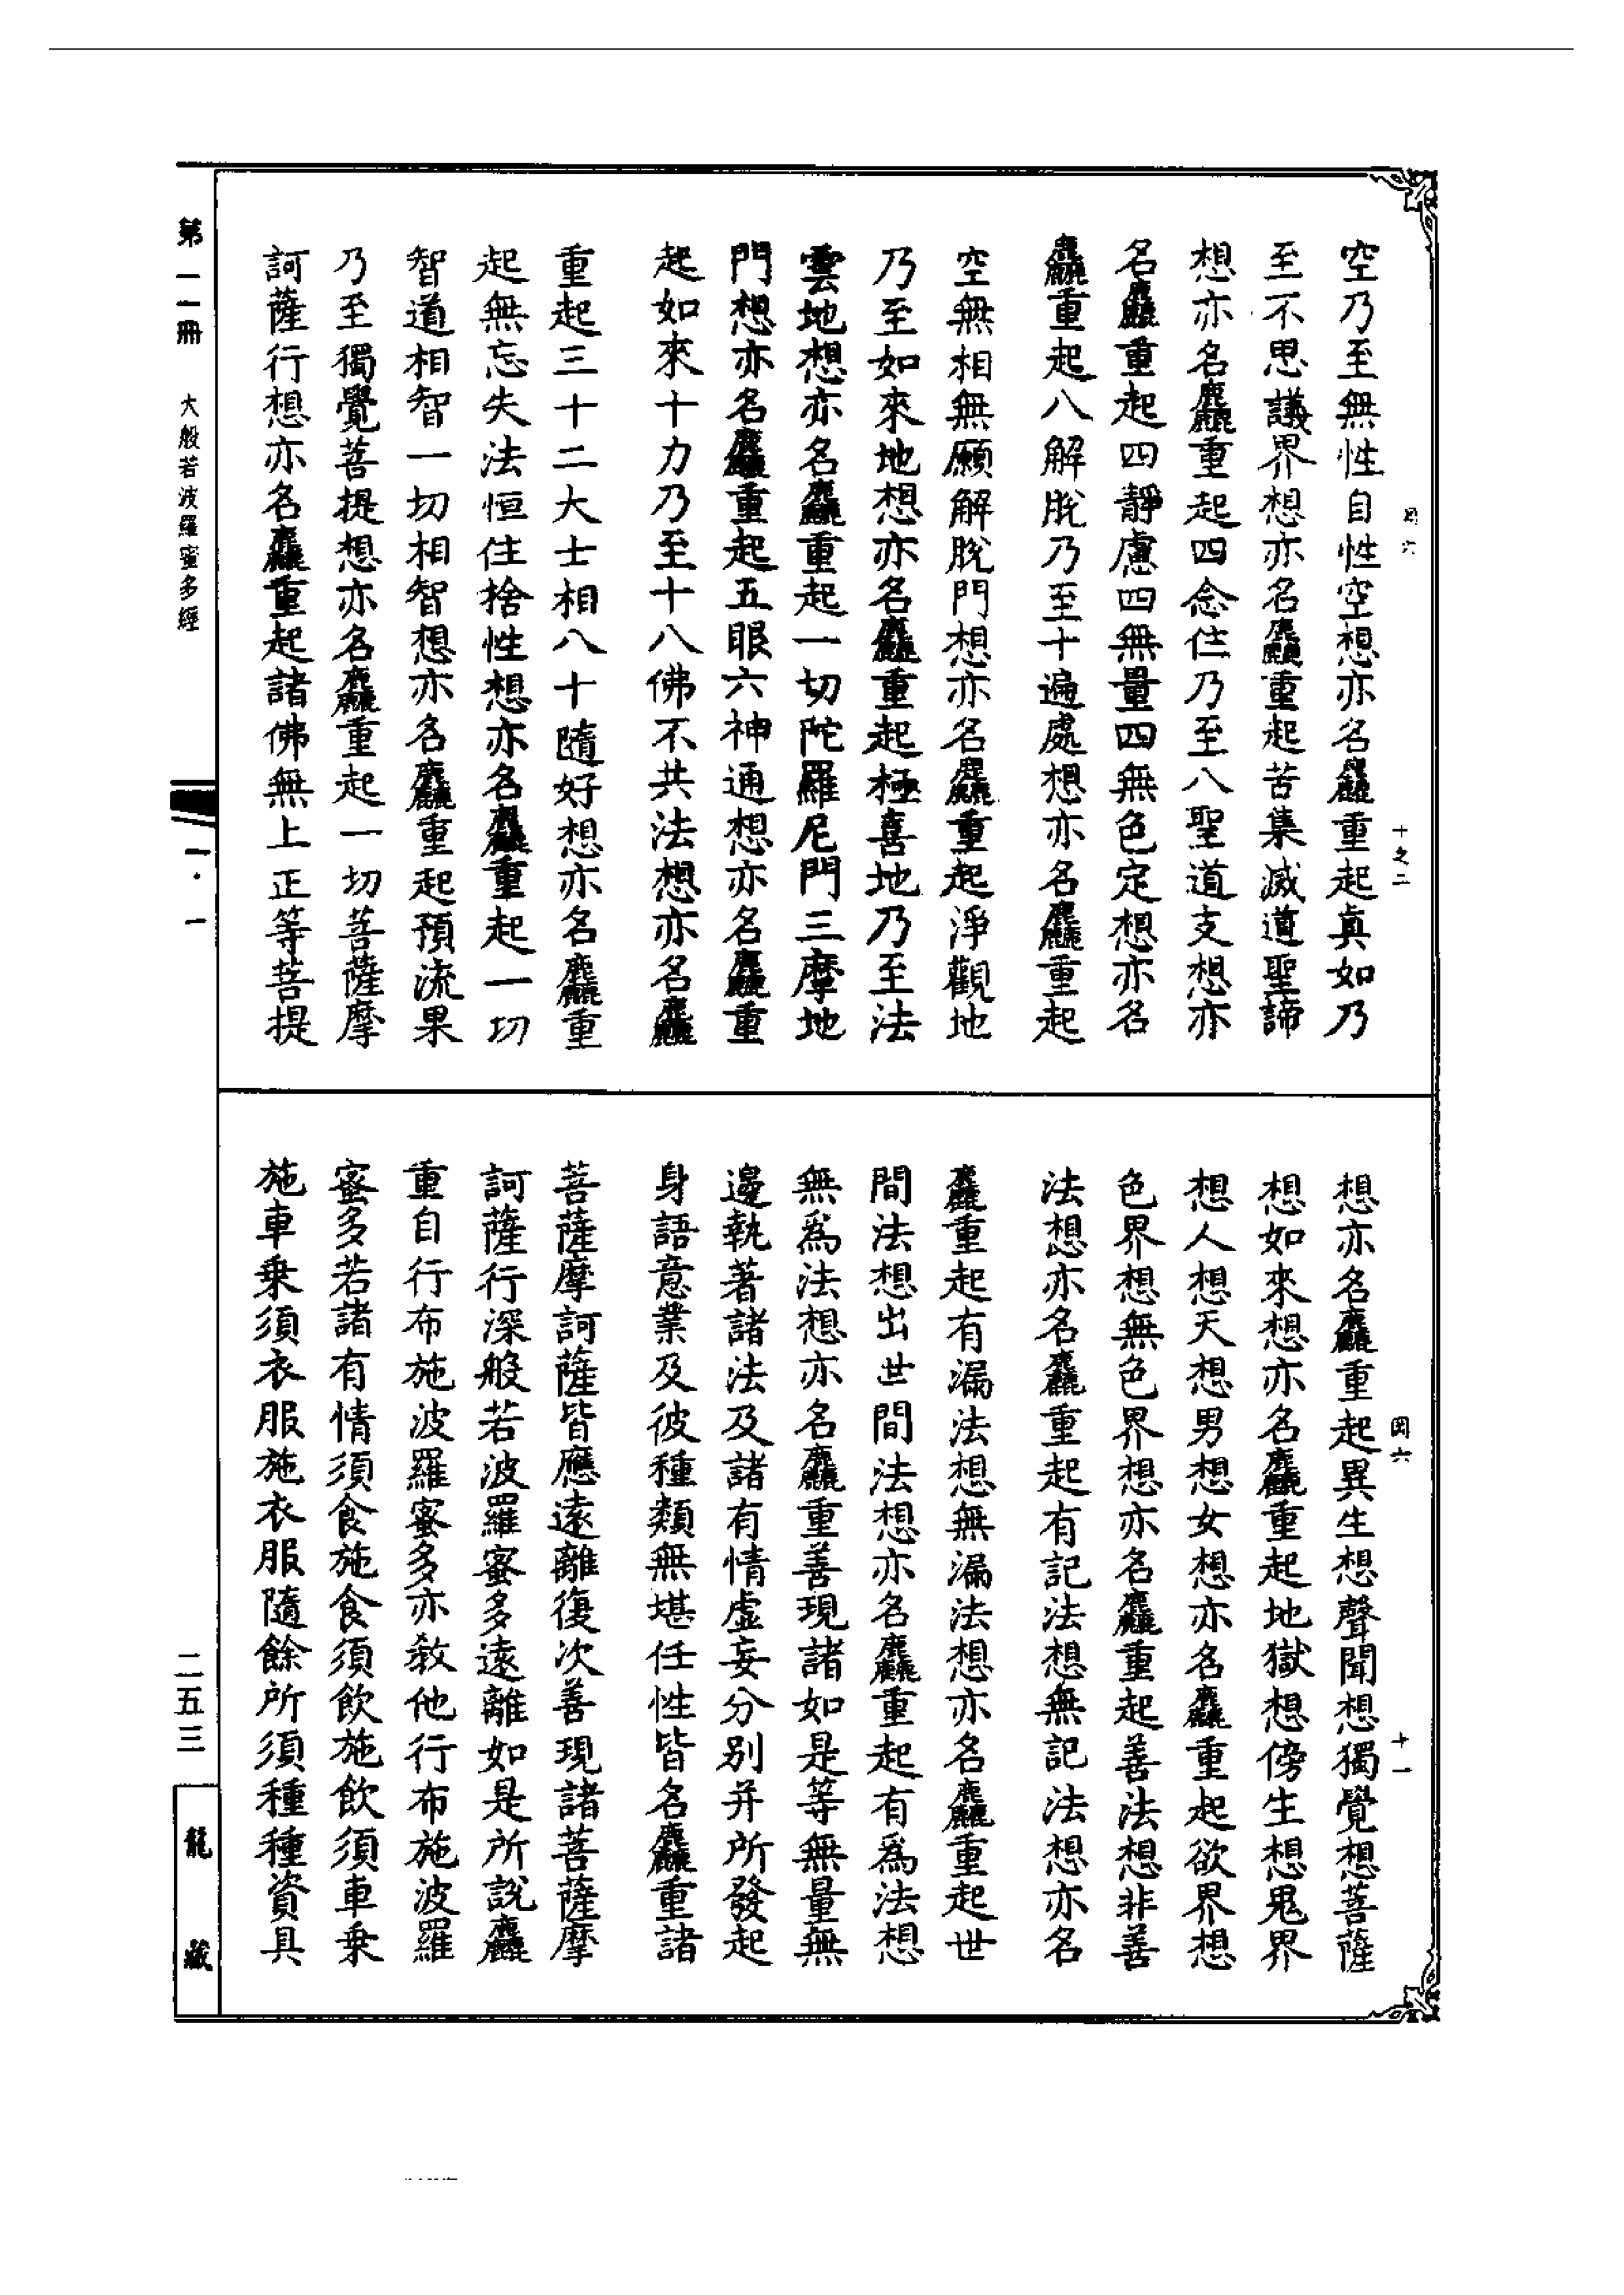 岡六
十之二
空乃至無性自性空想亦名麤重起真如乃
至不思議界想亦名麤重起苦集滅道聖諦
想亦名麤重起四念住乃至八聖道支想亦
名麤重起四靜慮四無量四無色定想亦名
麤重起八解脫乃至十遍處想亦名麤重起
空無相無願解脫門想亦名麤重起淨觀地
乃至如來地想亦名麤重起極喜地乃至法
雲地想亦名麤重起一切陀羅尼門三摩地
門想亦名麤重起五眼六神通想亦名麤重
起如來十力乃至十八佛不共法想亦名麤
重起三十二大士相八十隨好想亦名麤重
起無忘失法恒住捨性想亦名麤重起一切
智道相智一切相智想亦名麤重起預流果
乃至獨覺菩提想亦名麤重起一切菩薩摩
訶薩行想亦名麤重起諸佛無上正等菩提
岡六
十一
想亦名麤重起異生想聲聞想獨覺想菩薩
想如來想亦名麤重起地獄想傍生想鬼界
想人想天想男想女想亦名麤重起欲界想
色界想無色界想亦名麤重起善法想非善
法想亦名麤重起有記法想無記法想亦名
麤重起有漏法想無漏法想亦名麤重起世
間法想出世間法想亦名麤重起有為法想
無為法想亦名麤重善現諸如是等無量無
邊執著諸法及諸有情虛妄分別并所發起
身語意業及彼種類無堪任性皆名麤重諸
菩薩摩訶薩皆應遠離復次善現諸菩薩摩
訶薩行深般若波羅蜜多遠離如是所說麤
重自行布施波羅蜜多亦教他行布施波羅
蜜多若諸有情須食施食須飲施飲須車乗
施車乗須衣服施衣服隨餘所須種種資具
第一一冊
大般若波羅蜜多經
一·一
二五三
龍藏